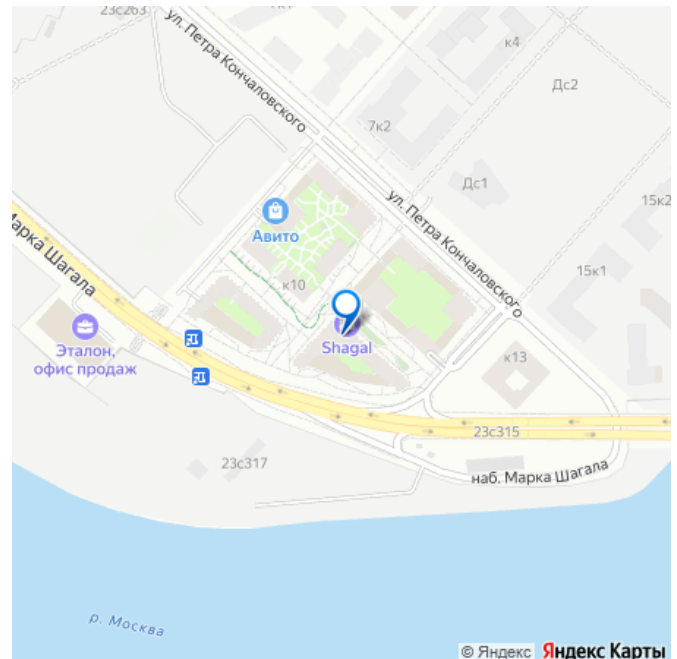 23с263
к4
ул. Петра Кончаловского
Дс2
7к2
Дс1
ул. Петра Кончаловского
15к2
Авито
Марка Шагала
15к1
к10
Эталон,
офис продаж
Shagal
к13
23с315
23с317
наб. Марка Шагала
р. Москва
© Яндекс Яндекс Карты